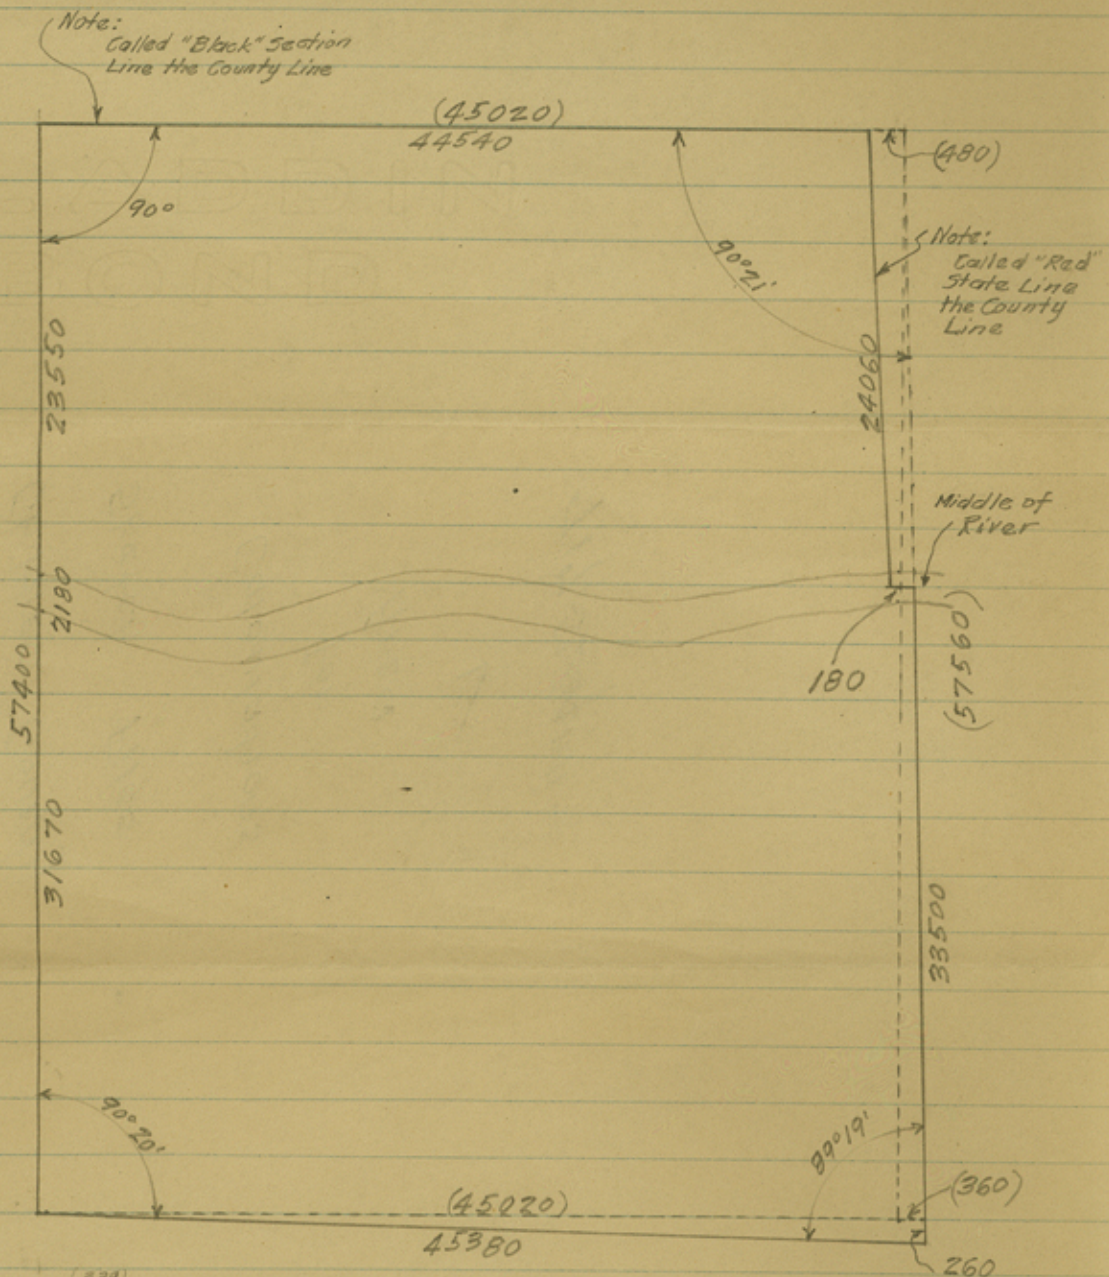 Note:
Called "Black" Section
Line the County Line
(45020)
44540
(480)
90°
90°21'
Note:
Called "Red"
State Line
the County
Line
23550
24060
Middle of
River
2180
180
57400
(57560)
31670
33500
90°20'
89°19'
(360)
(45020)
45380
260